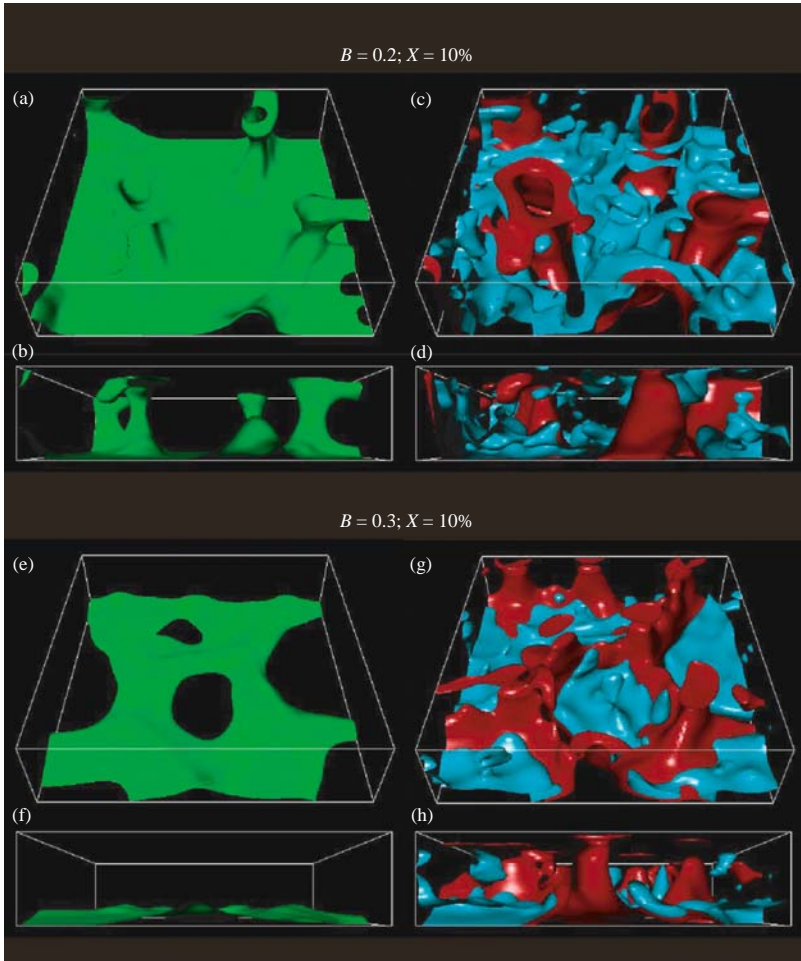 B = 0.2; X = 10%
(a)
(c)
(b)
(d)
B = 0.3; X = 10%
(e)
(g)
(f)
(h)